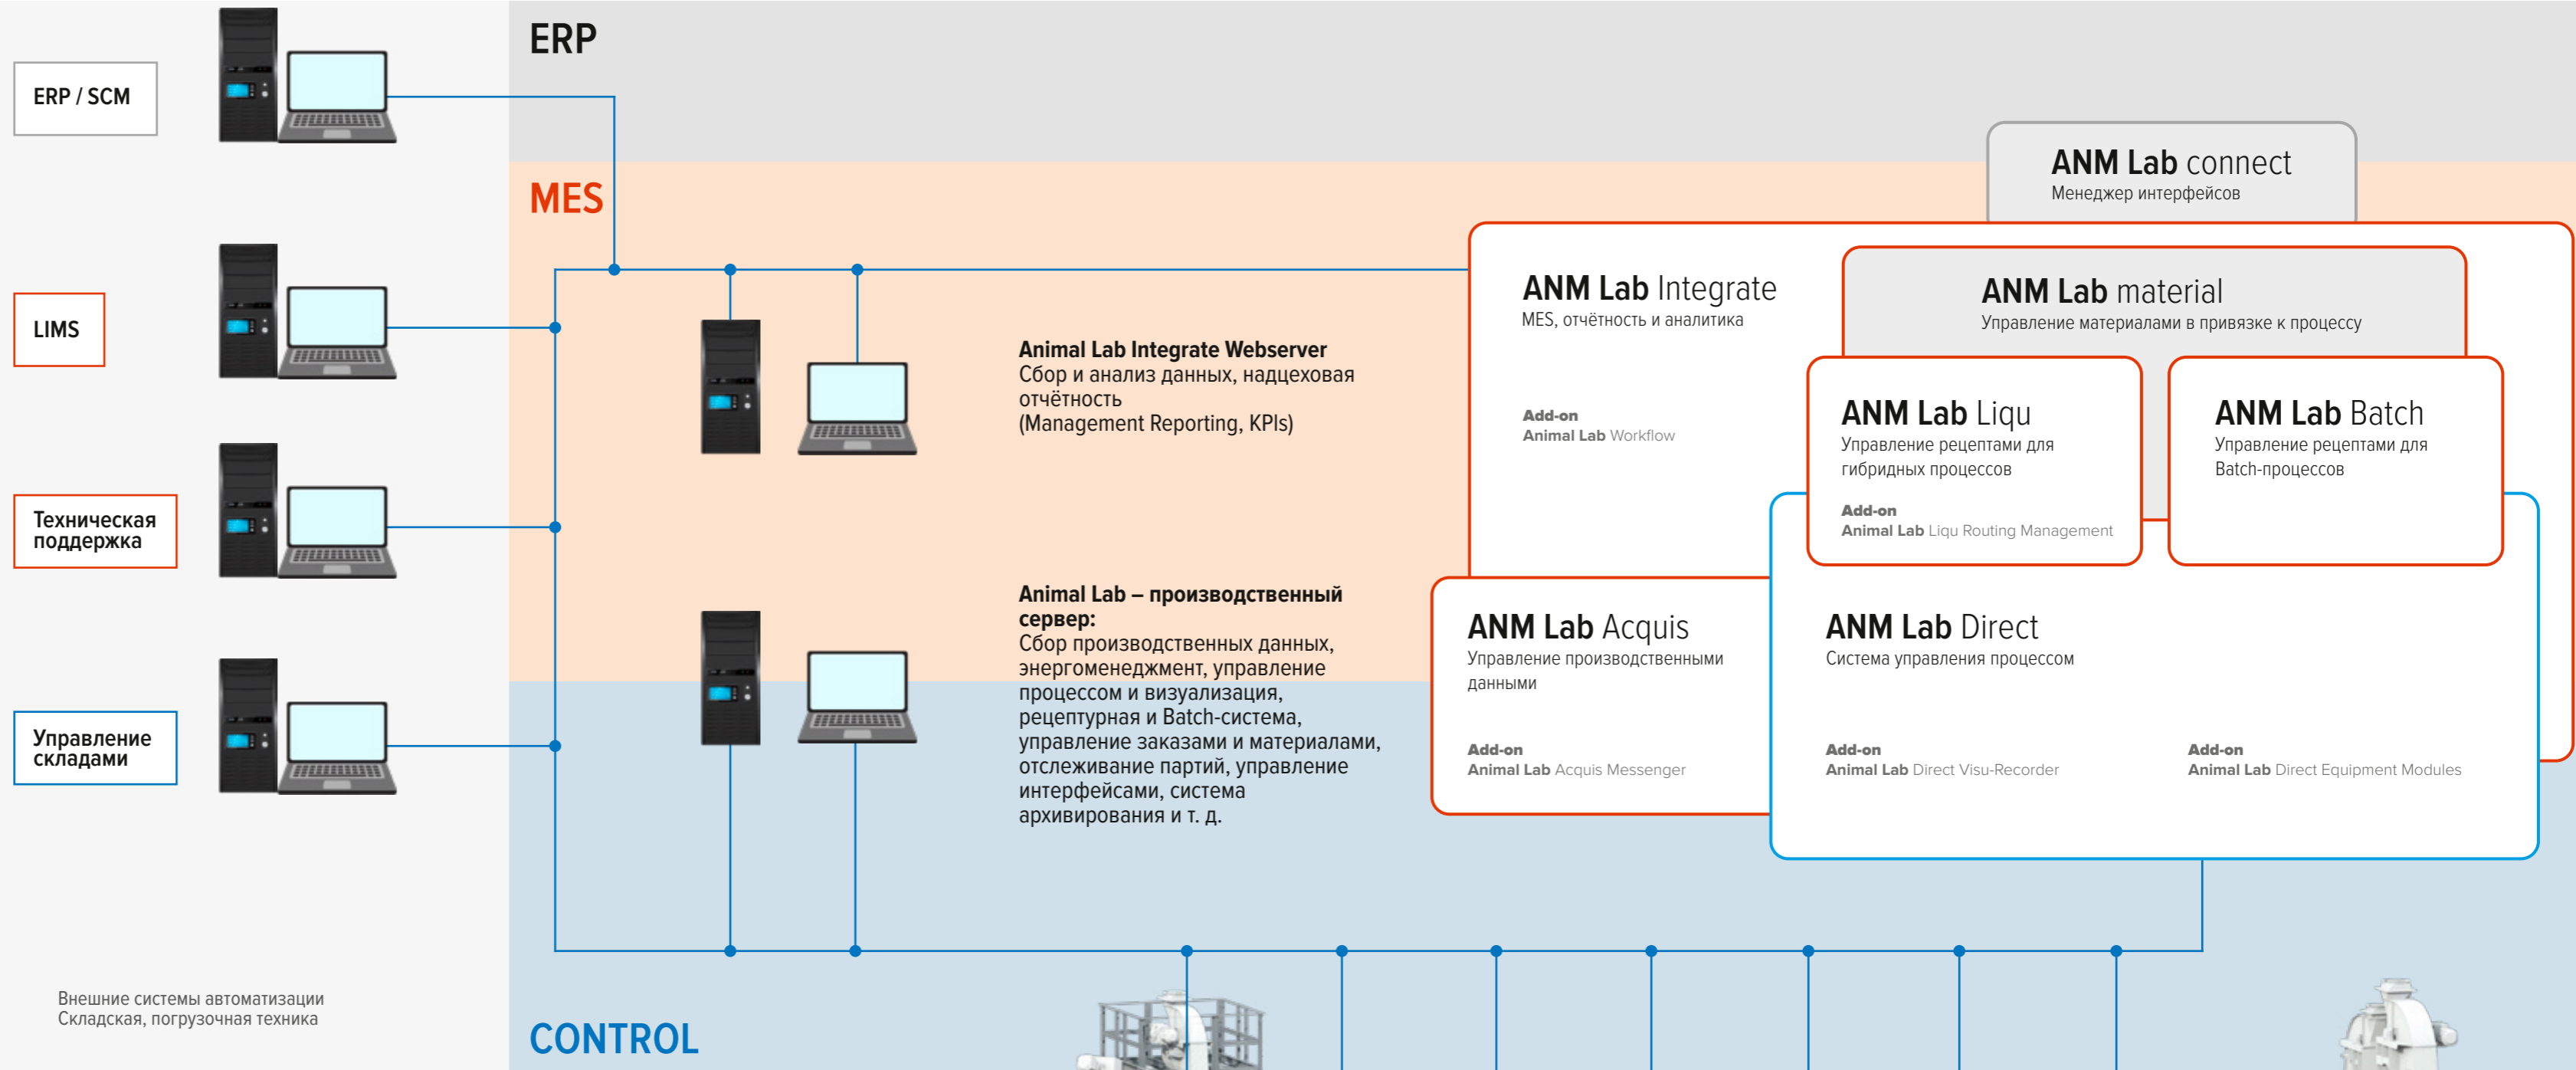 ERP
ERP / SCM
MES
LIMS
Техническая
поддержка
Управление
складами
Внешние системы автоматизации
Складская, погрузочная техника
Animal Lab Integrate Webserver
Сбор и анализ данных, надцеховая
отчётность
(Management Reporting, KPIs)
Animal Lab – производственный
сервер:
Сбор производственных данных,
энергоменеджмент, управление
процессом и визуализация,
рецептурная и Batch-система,
управление заказами и материалами,
отслеживание партий, управление
интерфейсами, система
архивирования и т. д.
ANM Lab connect
Менеджер интерфейсов
ANM Lab Integrate
MES, отчётность и аналитика
Add-on
Animal Lab Workflow
ANM Lab material
Управление материалами в привязке к процессу
ANM Lab Liqu
Управление рецептами для
гибридных процессов
Add-on
Animal Lab Liqu Routing Management
ANM Lab Batch
Управление рецептами для
Batch-процессов
ANM Lab Acquis
Управление производственными
данными
Add-on
Animal Lab Acquis Messenger
ANM Lab Direct
Система управления процессом
Add-on
Animal Lab Direct Visu-Recorder
Add-on
Animal Lab Direct Equipment Modules
CONTROL